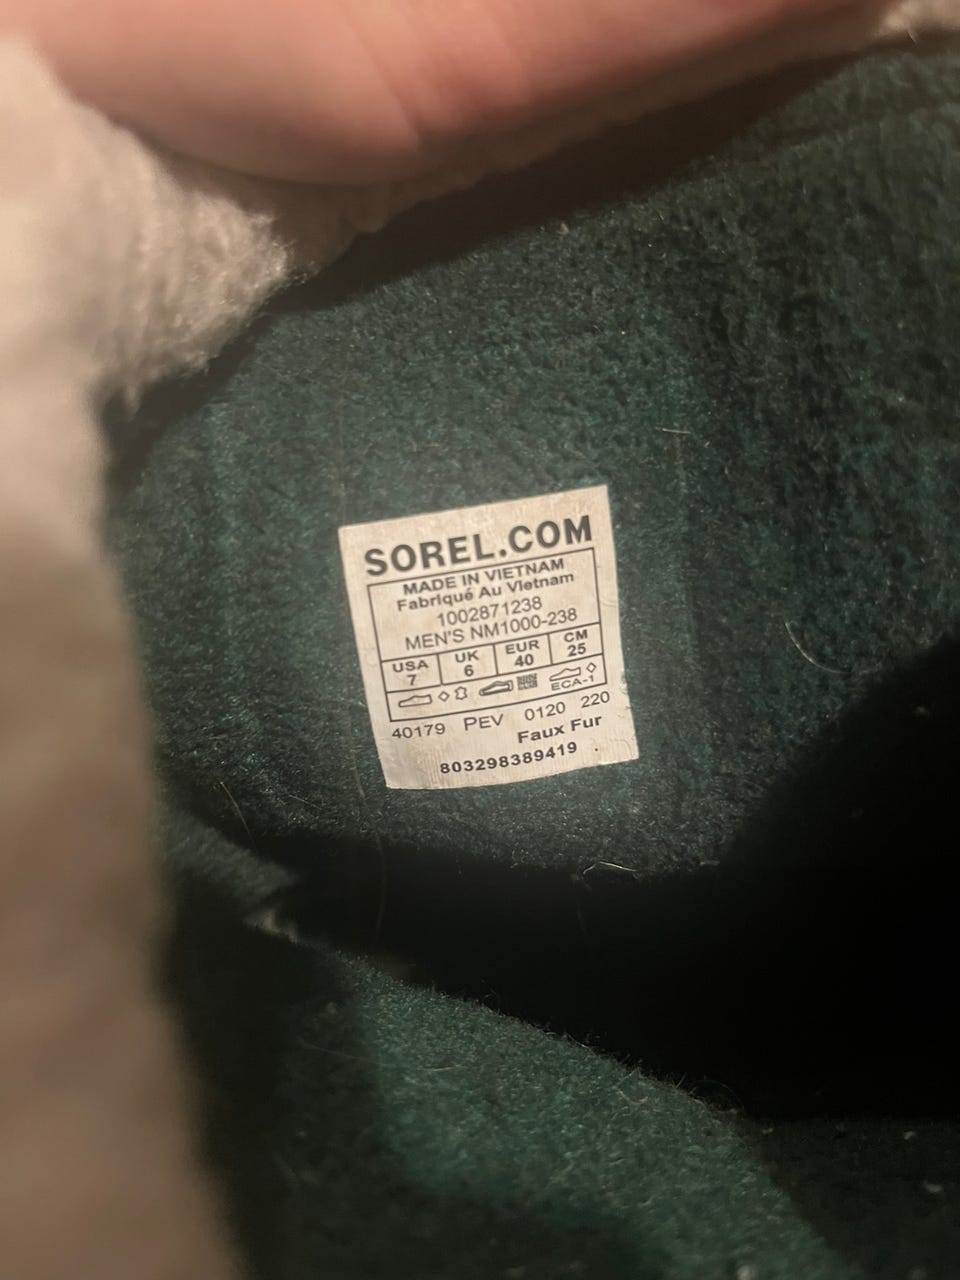 SOREL.COM
MADE IN VIETNAM
Fabriqué Au Vietnam
1002871238
MEN'S NM1000-238
USA UK EUR CM
7 6 40 25
ECA-1
40179 PEV 0120 220
Faux Fur
803298389419